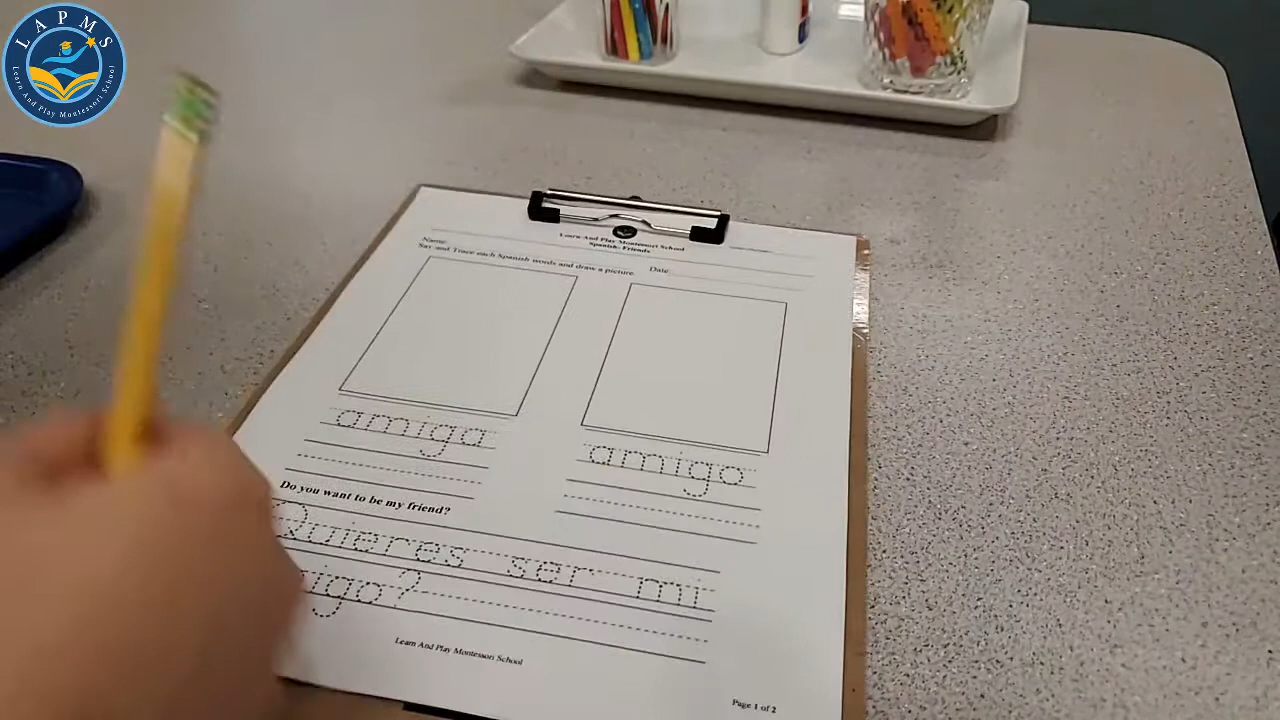 LAPMS
Learn And Play Montessori School
Learn And Play Montessori School
Spanish: Friends
Name:
Date:
Say and Trace each Spanish words and draw a picture.
amiga
amigo
Do you want to be my friend?
Quieres ser mi
igo?
Learn And Play Montessori School
Page 1 of 2